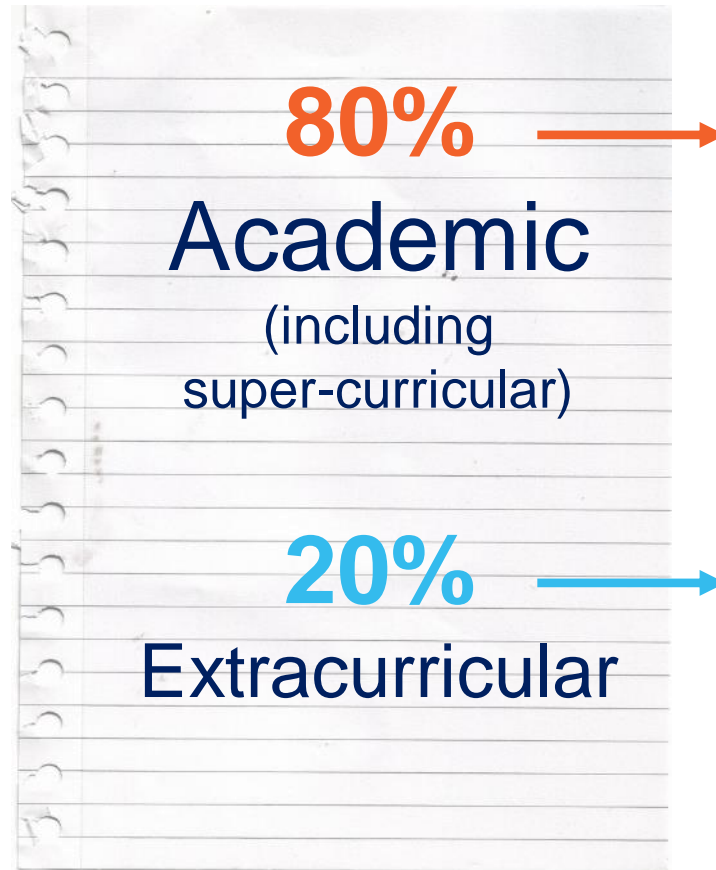 80%
Academic
(including
super-curricular)
20%
Extracurricular